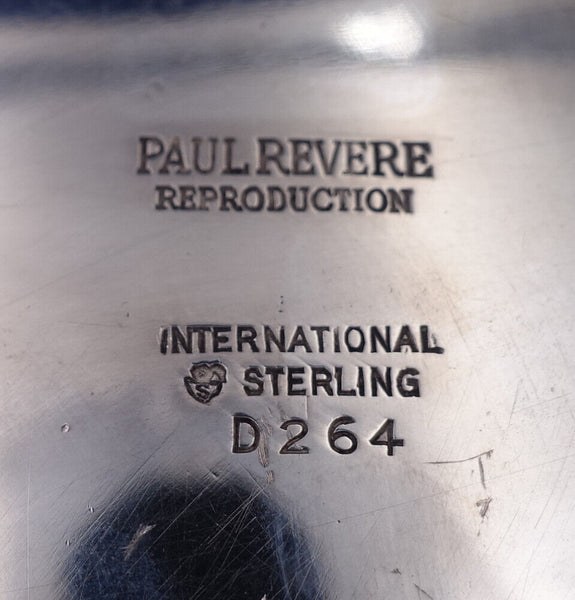 PAUL REVERE
REPRODUCTION
INTERNATIONAL
S STERLING
D264